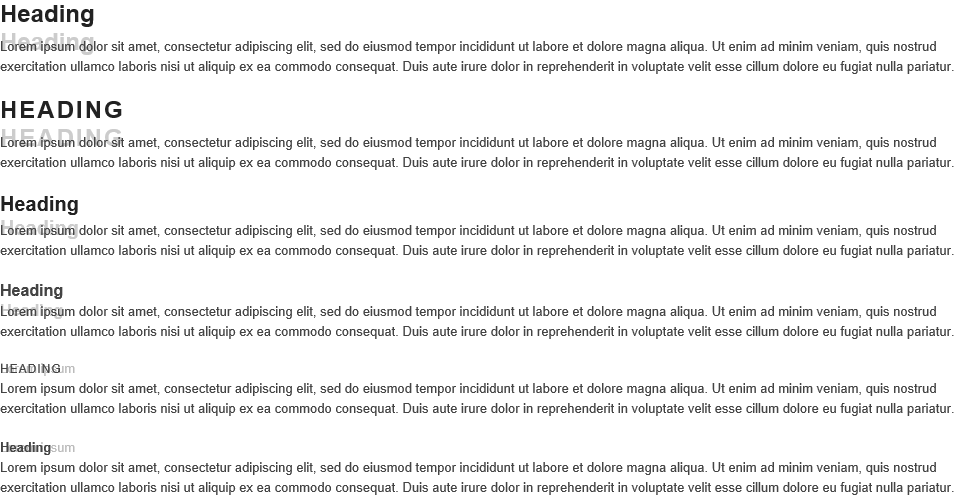 Heading
Heading
Lorem ipsum dolor sit amet, consectetur adipiscing elit, sed do eiusmod tempor incididunt ut labore et dolore magna aliqua. Ut enim ad minim veniam, quis nostrud
exercitation ullamco laboris nisi ut aliquip ex ea commodo consequat. Duis aute irure dolor in reprehenderit in voluptate velit esse cillum dolore eu fugiat nulla pariatur.
HEADING
HEADING
Lorem ipsum dolor sit amet, consectetur adipiscing elit, sed do eiusmod tempor incididunt ut labore et dolore magna aliqua. Ut enim ad minim veniam, quis nostrud
exercitation ullamco laboris nisi ut aliquip ex ea commodo consequat. Duis aute irure dolor in reprehenderit in voluptate velit esse cillum dolore eu fugiat nulla pariatur.
Heading
Heading
Lorem ipsum dolor sit amet, consectetur adipiscing elit, sed do eiusmod tempor incididunt ut labore et dolore magna aliqua. Ut enim ad minim veniam, quis nostrud
exercitation ullamco laboris nisi ut aliquip ex ea commodo consequat. Duis aute irure dolor in reprehenderit in voluptate velit esse cillum dolore eu fugiat nulla pariatur.
Heading
Heading
Lorem ipsum dolor sit amet, consectetur adipiscing elit, sed do eiusmod tempor incididunt ut labore et dolore magna aliqua. Ut enim ad minim veniam, quis nostrud
exercitation ullamco laboris nisi ut aliquip ex ea commodo consequat. Duis aute irure dolor in reprehenderit in voluptate velit esse cillum dolore eu fugiat nulla pariatur.
HEADING
Lorem ipsum dolor sit amet, consectetur adipiscing elit, sed do eiusmod tempor incididunt ut labore et dolore magna aliqua. Ut enim ad minim veniam, quis nostrud
exercitation ullamco laboris nisi ut aliquip ex ea commodo consequat. Duis aute irure dolor in reprehenderit in voluptate velit esse cillum dolore eu fugiat nulla pariatur.
Heading
Lorem ipsum dolor sit amet, consectetur adipiscing elit, sed do eiusmod tempor incididunt ut labore et dolore magna aliqua. Ut enim ad minim veniam, quis nostrud
exercitation ullamco laboris nisi ut aliquip ex ea commodo consequat. Duis aute irure dolor in reprehenderit in voluptate velit esse cillum dolore eu fugiat nulla pariatur.